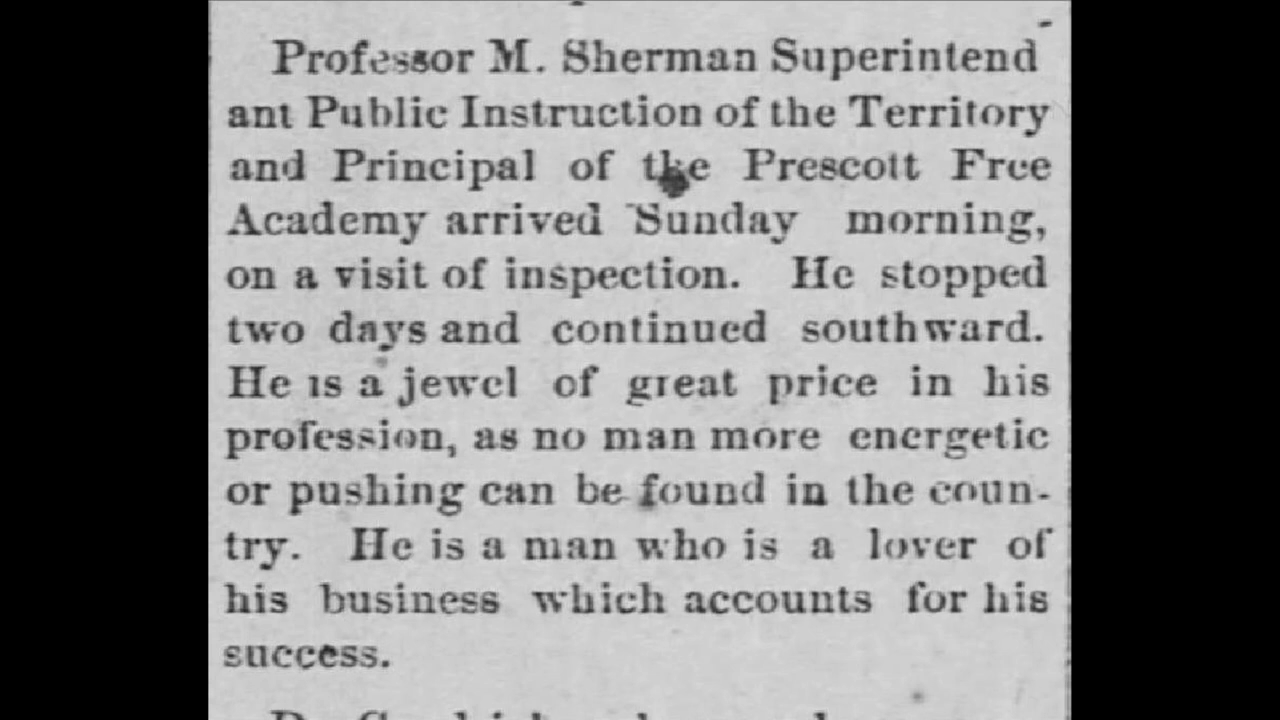 Professor M. Sherman Superintend
ant Public Instruction of the Territory
and Principal of the Prescott Free
Academy arrived Sunday morning,
on a visit of inspection. He stopped
two days and continued southward.
He is a jewel of great price in his
profession, as no man more energetic
or pushing can be found in the coun-
try. He is a man who is a lover of
his business which accounts for his
success.